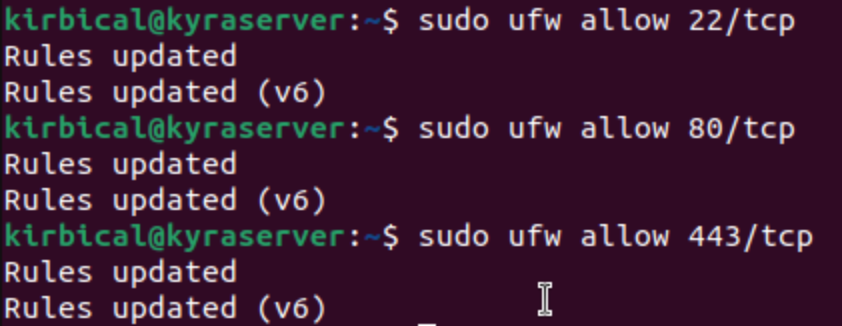 kirbical@kyraserver:~$ sudo ufw allow 22/tcp
Rules updated
Rules updated (v6)
kirbical@kyraserver:~$ sudo ufw allow 80/tcp
Rules updated
Rules updated (v6)
kirbical@kyraserver:~$ sudo ufw allow 443/tcp
Rules updated
Rules updated (v6)